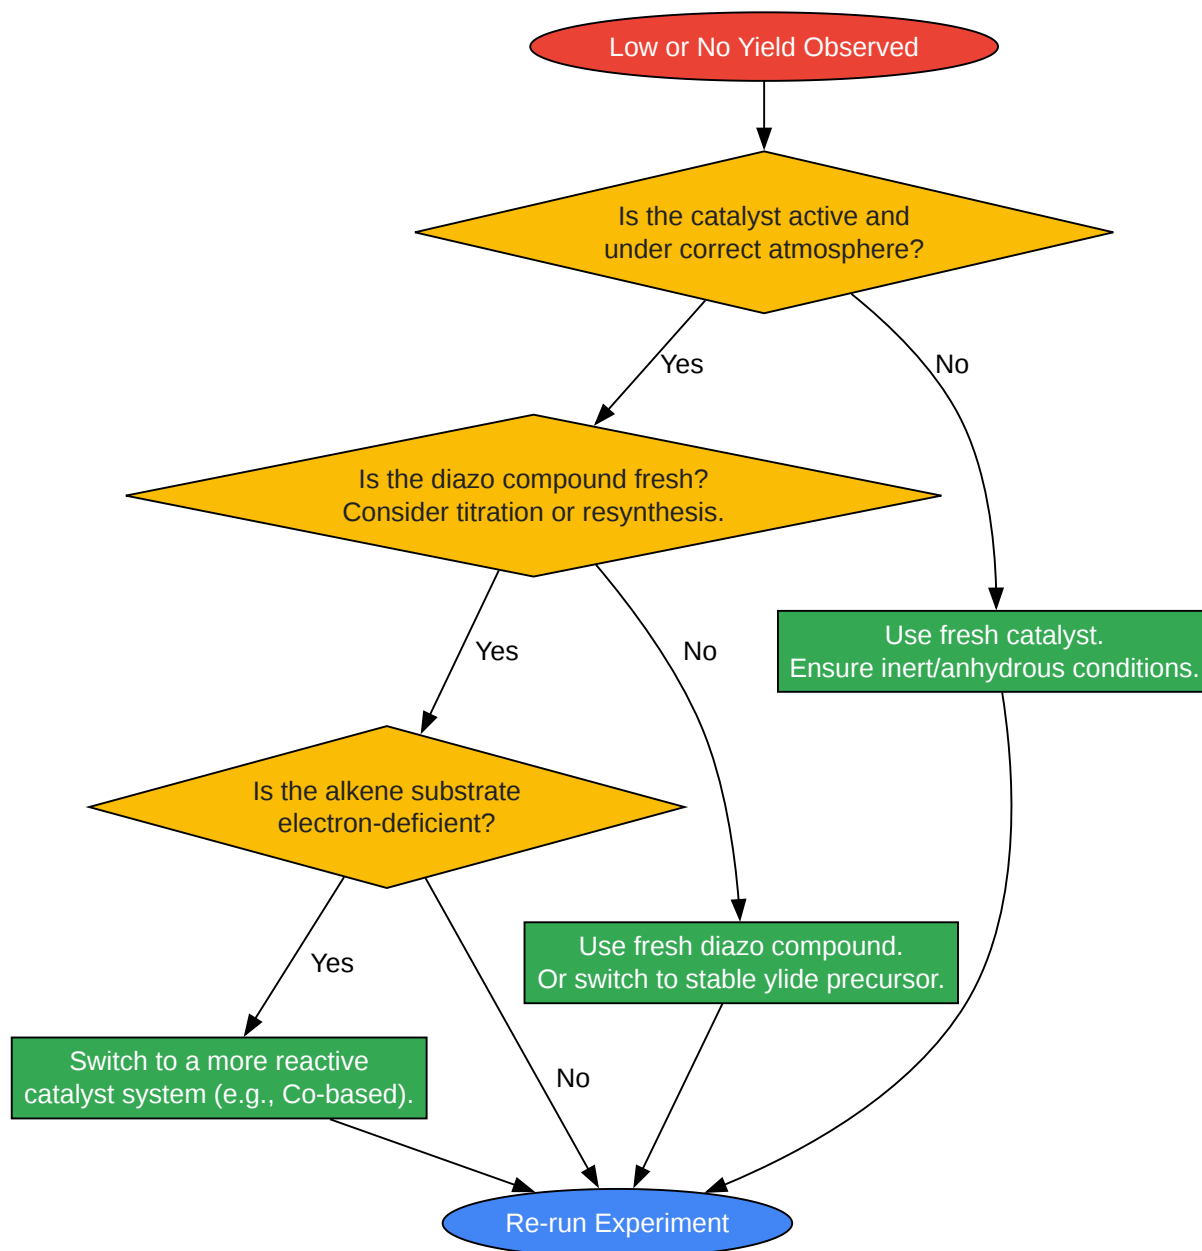 Low or No Yield Observed
Is the catalyst active and
under correct atmosphere?
Yes
No
Is the diazo compound fresh?
Consider titration or resynthesis.
Yes
No
Use fresh catalyst.
Ensure inert/anhydrous conditions.
Is the alkene substrate
electron-deficient?
Yes
No
Use fresh diazo compound.
Or switch to stable ylide precursor.
Switch to a more reactive
catalyst system (e.g., Co-based).
Re-run Experiment